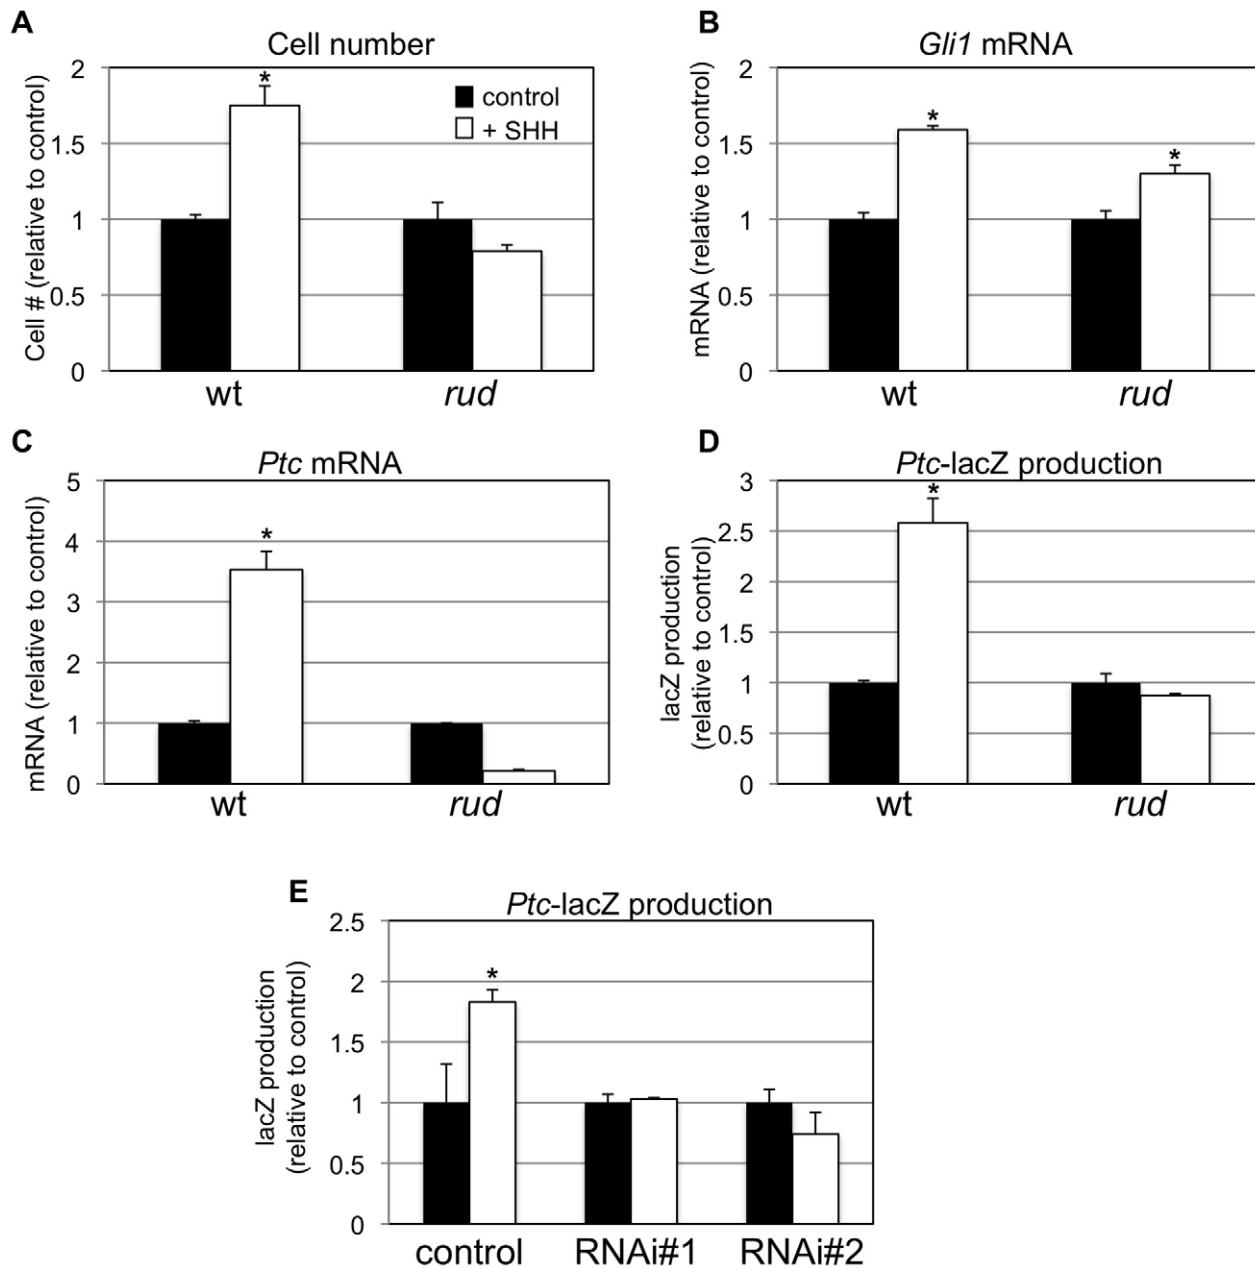 A
Cell number
Cell # (relative to control)
2
1.5
1
0.5
0
*
control
+ SHH
wt
rud
B
Gli1 mRNA
mRNA (relative to control)
2
1.5
1
0.5
0
*
*
wt
rud
C
Ptc mRNA
mRNA (relative to control)
5
4
3
2
1
0
*
wt
rud
D
Ptc-lacZ production
lacZ production
(relative to control)
3
2.5
2
1.5
1
0.5
0
*
wt
rud
E
Ptc-lacZ production
lacZ production
(relative to control)
2.5
2
1.5
1
0.5
0
*
control
RNAi#1
RNAi#2